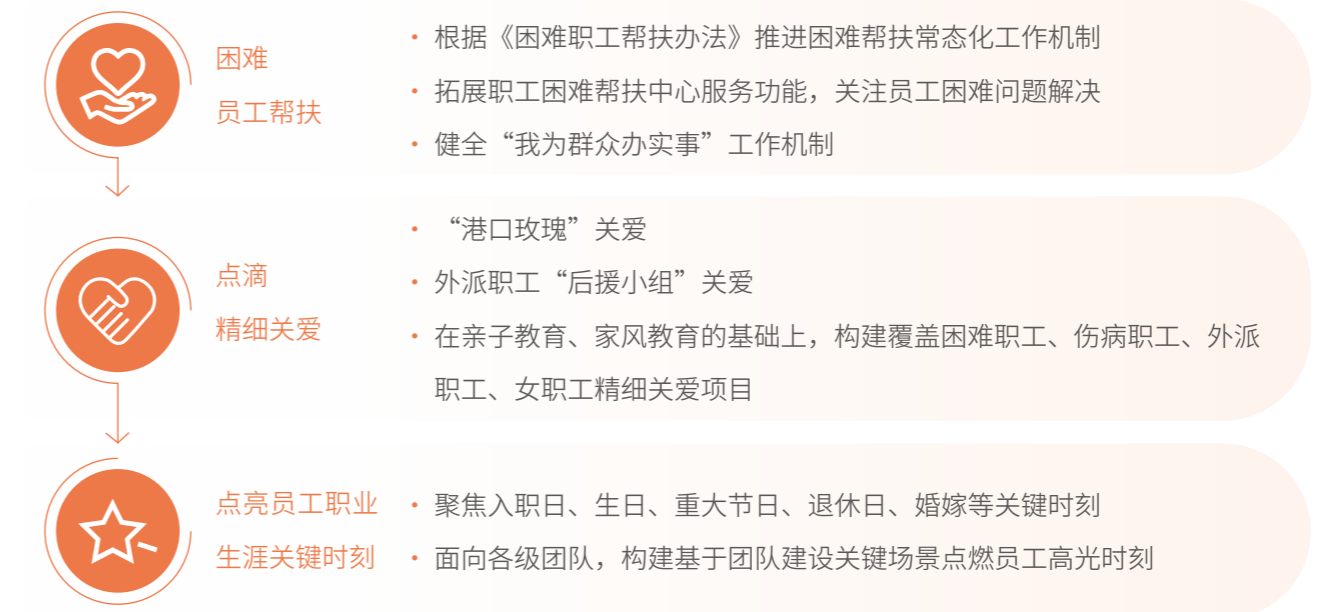 困难
员工帮扶
• 根据《困难职工帮扶办法》推进困难帮扶常态化工作机制
• 拓展职工困难帮扶中心服务功能，关注员工困难问题解决
• 健全“我为群众办实事”工作机制
点滴
精细关爱
• “港口玫瑰”关爱
• 外派职工“后援小组”关爱
• 在亲子教育、家风教育的基础上，构建覆盖困难职工、伤病职工、外派
职工、女职工精细关爱项目
点亮员工职业
生涯关键时刻
• 聚焦入职日、生日、重大节日、退休日、婚嫁等关键时刻
• 面向各级团队，构建基于团队建设关键场景点燃员工高光时刻